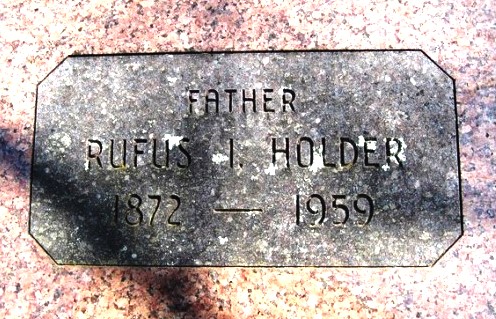 FATHER
RUFUS I. HOLDER
1872 — 1959